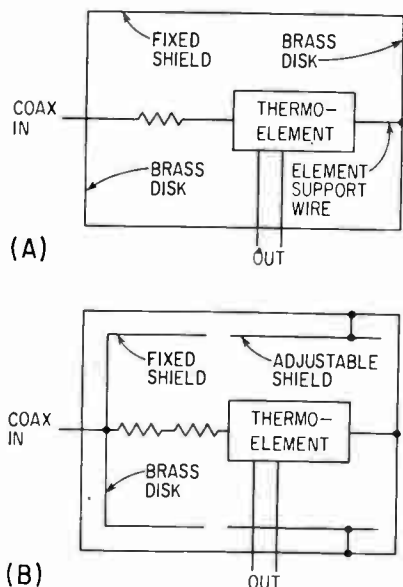 FIXED
SHIELD
BRASS
DISK
COAX
IN
THERMO-
ELEMENT
BRASS
DISK
ELEMENT
SUPPORT
WIRE
(A)
OUT
FIXED
SHIELD
ADJUSTABLE
SHIELD
COAX
IN
THERMO-
ELEMENT
BRASS
DISK
(B)
OUT